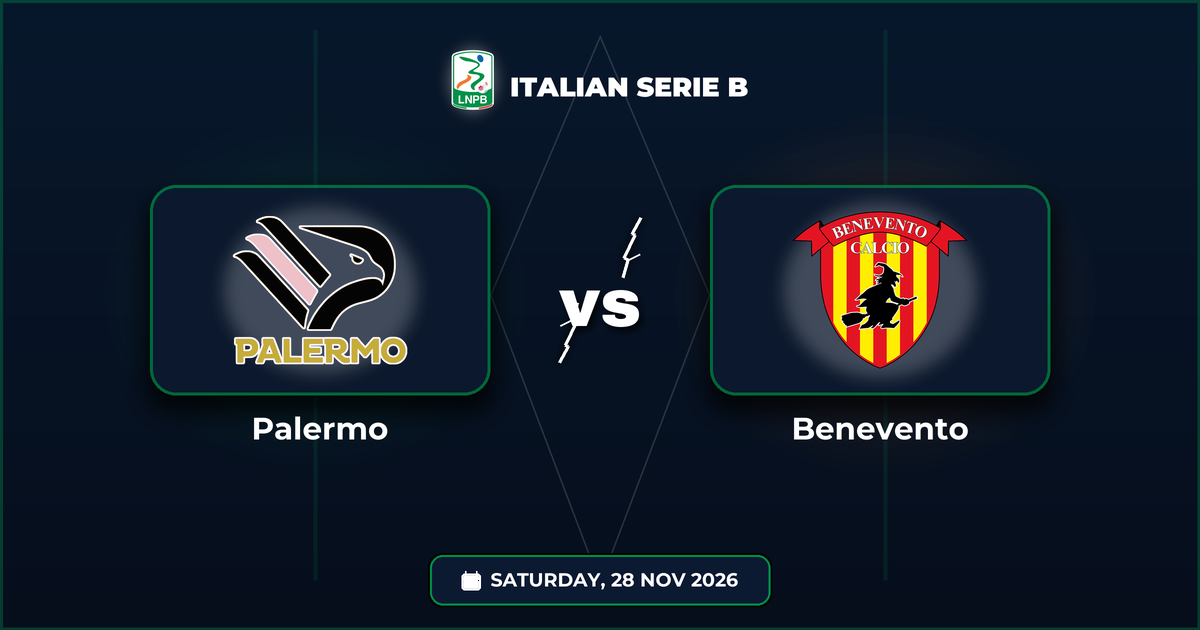 LNPB
ITALIAN SERIE B
PALERMO
VS
BENEVENTO
CALCIO
Palermo
Benevento
SATURDAY, 28 NOV 2026